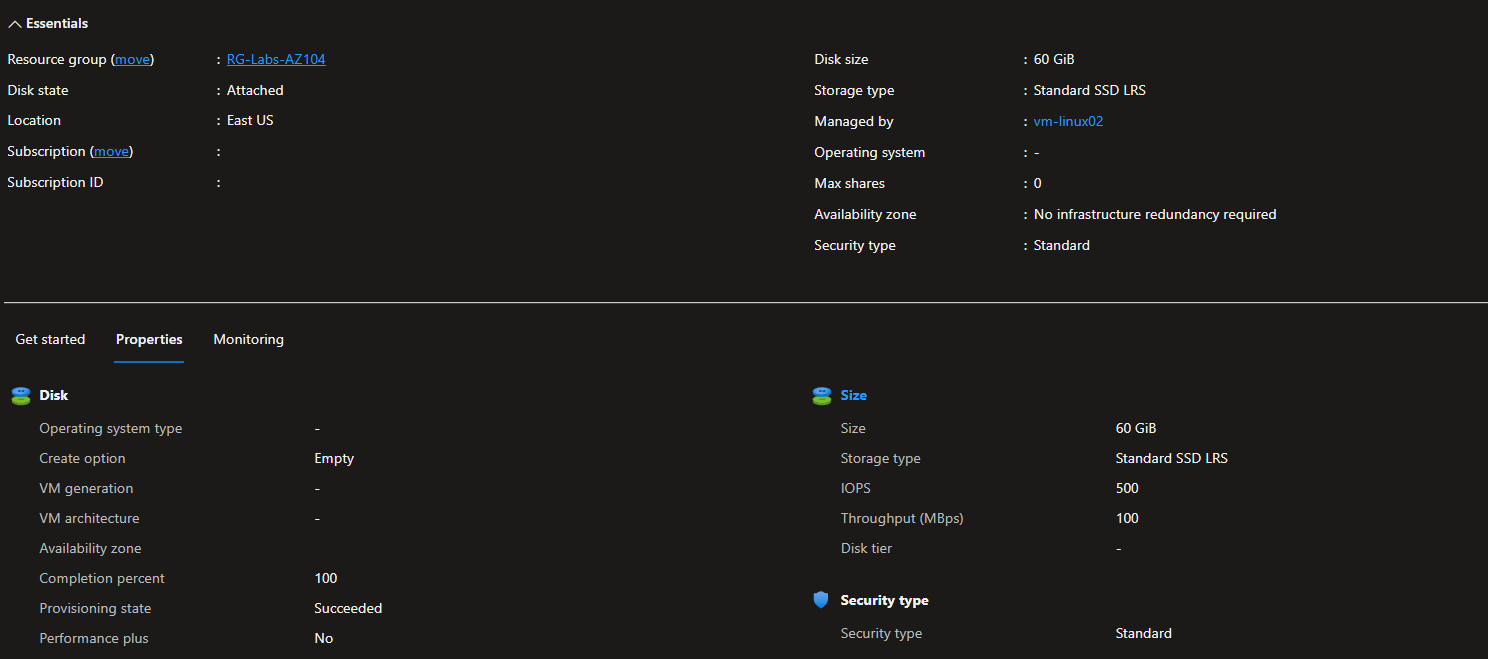 Essentials
Resource group (move) : RG-Labs-AZ104
Disk state : Attached
Location : East US
Subscription (move) :
Subscription ID :
Disk size : 60 GiB
Storage type : Standard SSD LRS
Managed by : vm-linux02
Operating system : -
Max shares : 0
Availability zone : No infrastructure redundancy required
Security type : Standard
Get started Properties Monitoring
Disk
Operating system type -
Create option Empty
VM generation -
VM architecture -
Availability zone
Completion percent 100
Provisioning state Succeeded
Performance plus No
Size
Size 60 GiB
Storage type Standard SSD LRS
IOPS 500
Throughput (MBps) 100
Disk tier -
Security type
Security type Standard